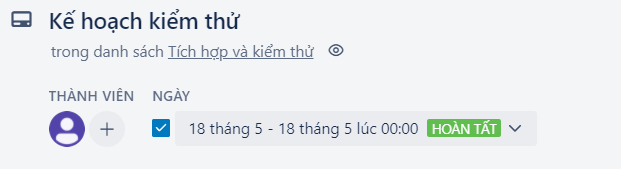 Kế hoạch kiểm thử
trong danh sách Tích hợp và kiểm thử
THÀNH VIÊN NGÀY
18 tháng 5 - 18 tháng 5 lúc 00:00 HOÀN TẤT